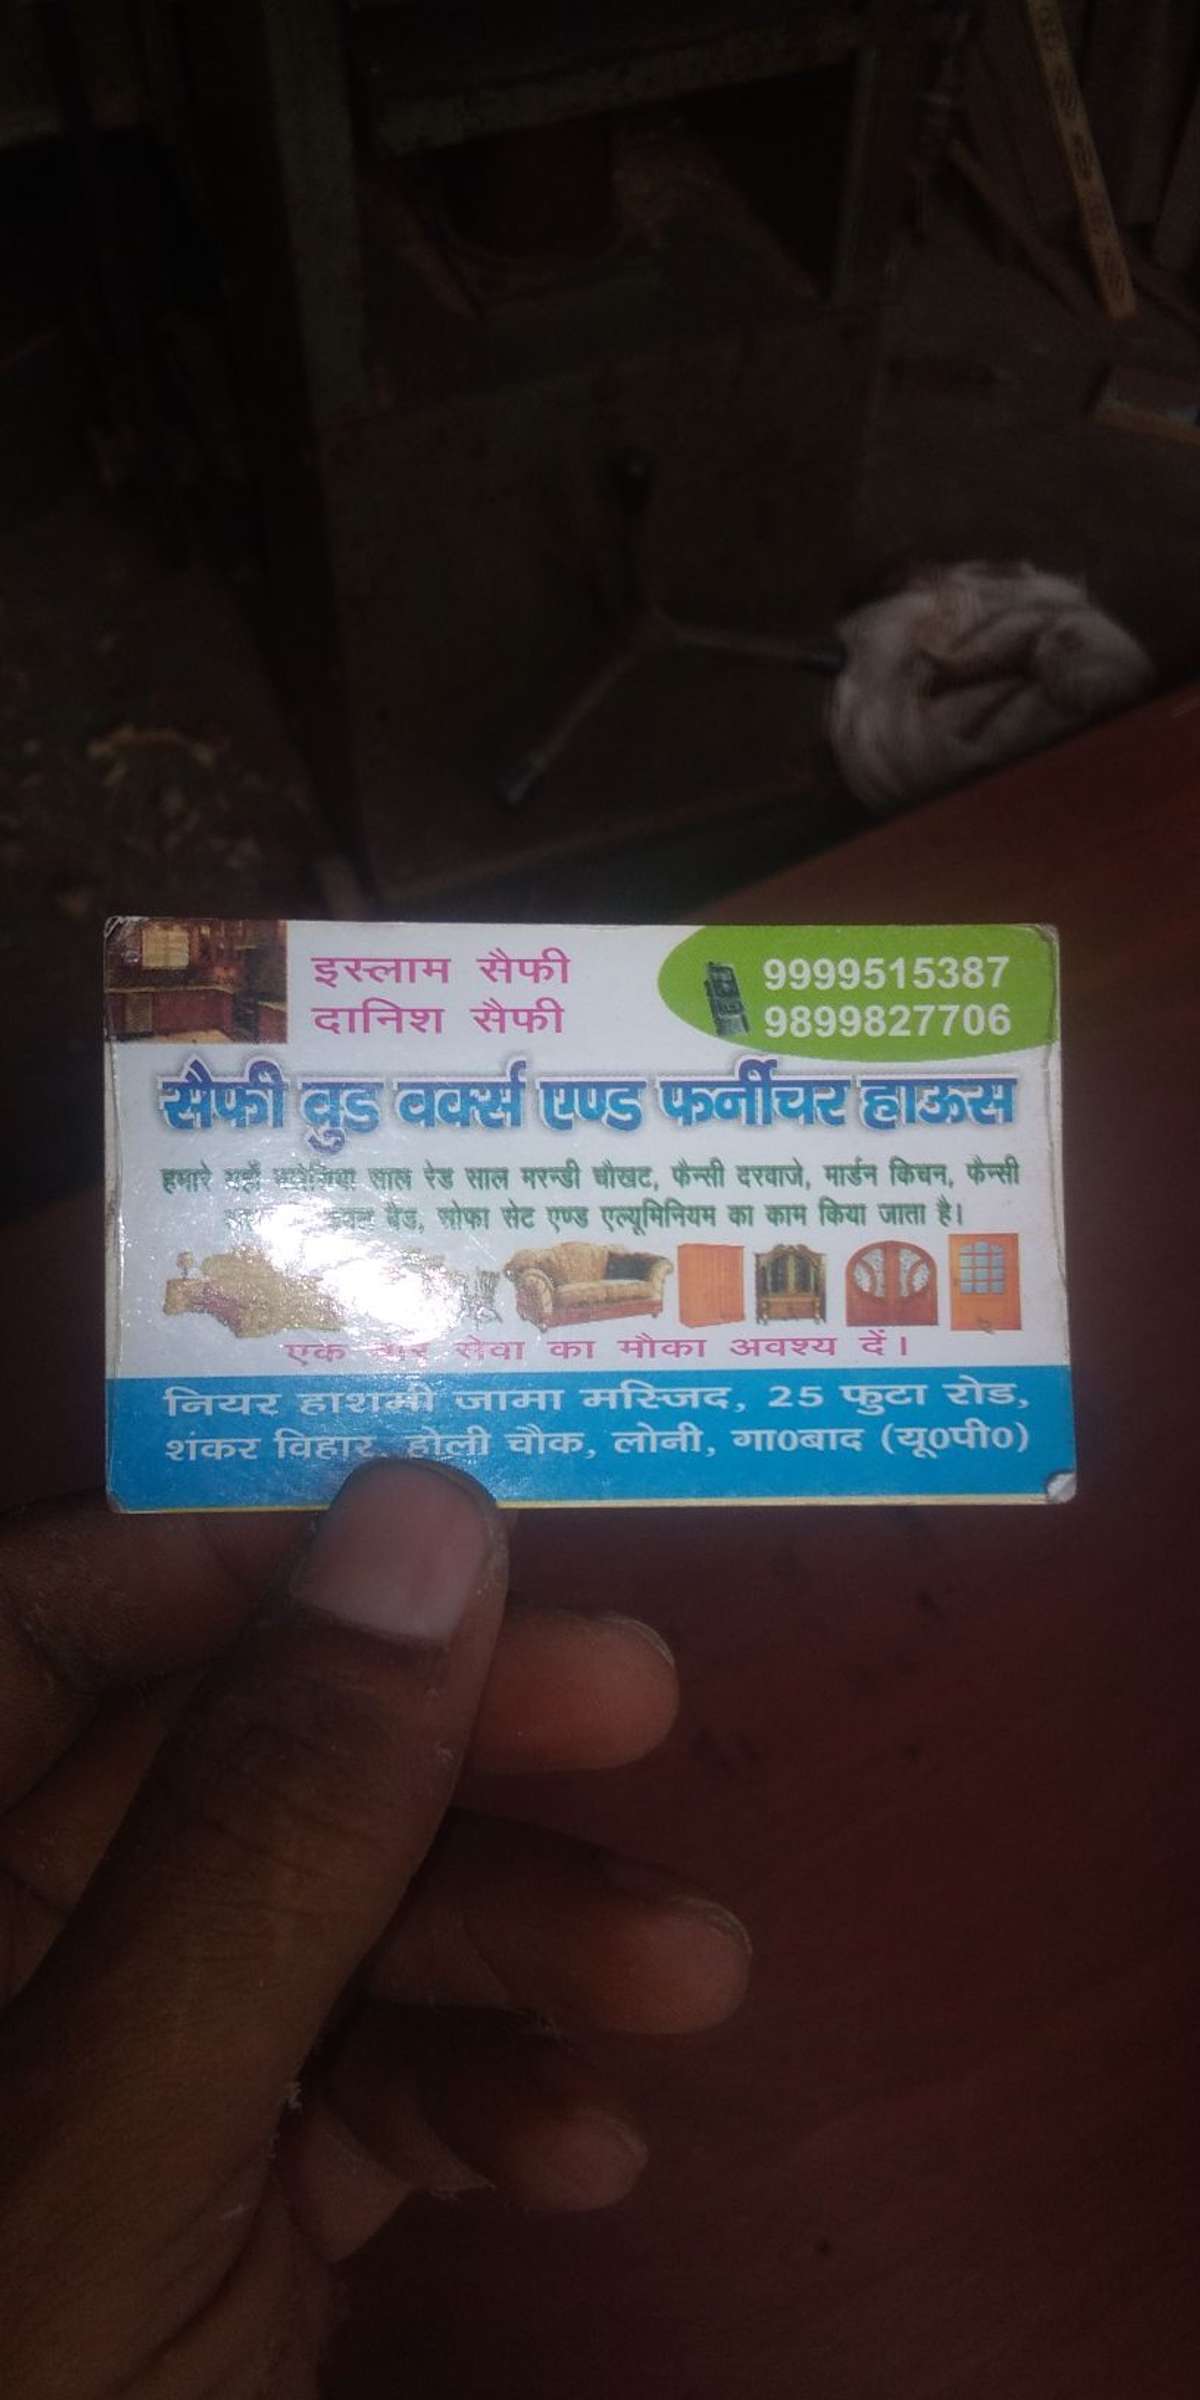 इस्लाम सैफी
दानिश सैफी
9999515387
9899827706
सैफी वुड वर्क्स एण्ड फर्नीचर हाऊस
हमारे यहाँ साल रेड साल मरन्डी चौखट, फैन्सी दरवाजे, मार्डन किचन, फैन्सी
बैड, सोफा सेट एण्ड एल्यूमिनियम का काम किया जाता है।
एक बार सेवा का मौका अवश्य दें।
नियर हाशमी जामा मस्जिद, 25 फुटा रोड,
शंकर विहार, होली चौक, लोनी, गा0बाद (यू0पी0)